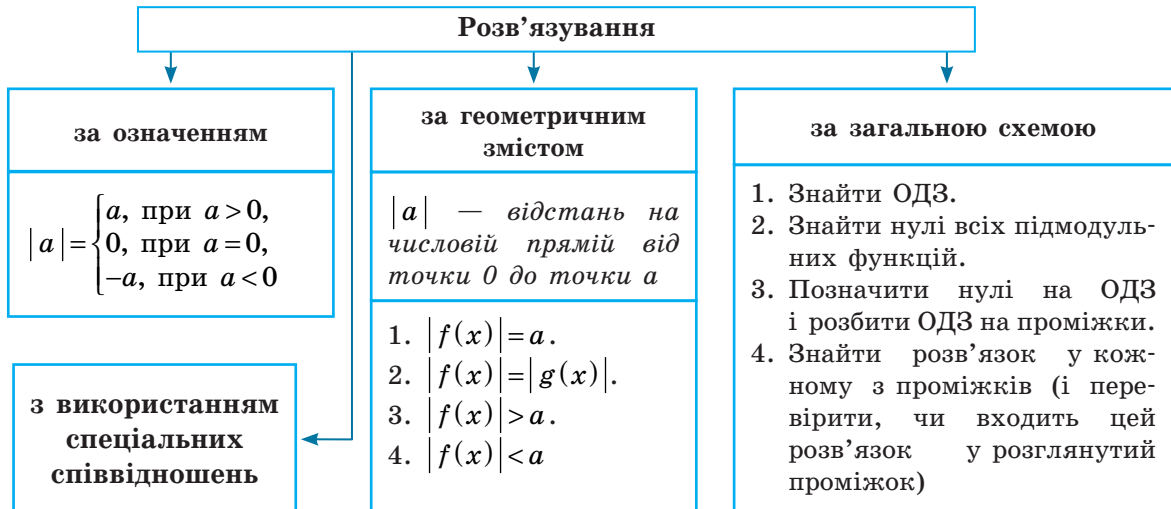 Розв’язування
за означенням
|a|={a, при a>0,
0, при a=0,
−a, при a<0
з використанням
спеціальних
співвідношень
за геометричним
змістом
|a| — відстань на
числовій прямій від
точки 0 до точки a
1. |f(x)|=a.
2. |f(x)|=|g(x)|.
3. |f(x)|>a.
4. |f(x)|<a
за загальною схемою
1. Знайти ОДЗ.
2. Знайти нулі всіх підмодуль-
них функцій.
3. Позначити нулі на ОДЗ
і розбити ОДЗ на проміжки.
4. Знайти розв’язок у кож-
ному з проміжків (і пере-
вірити, чи входить цей
розв’язок у розглянутий
проміжок)